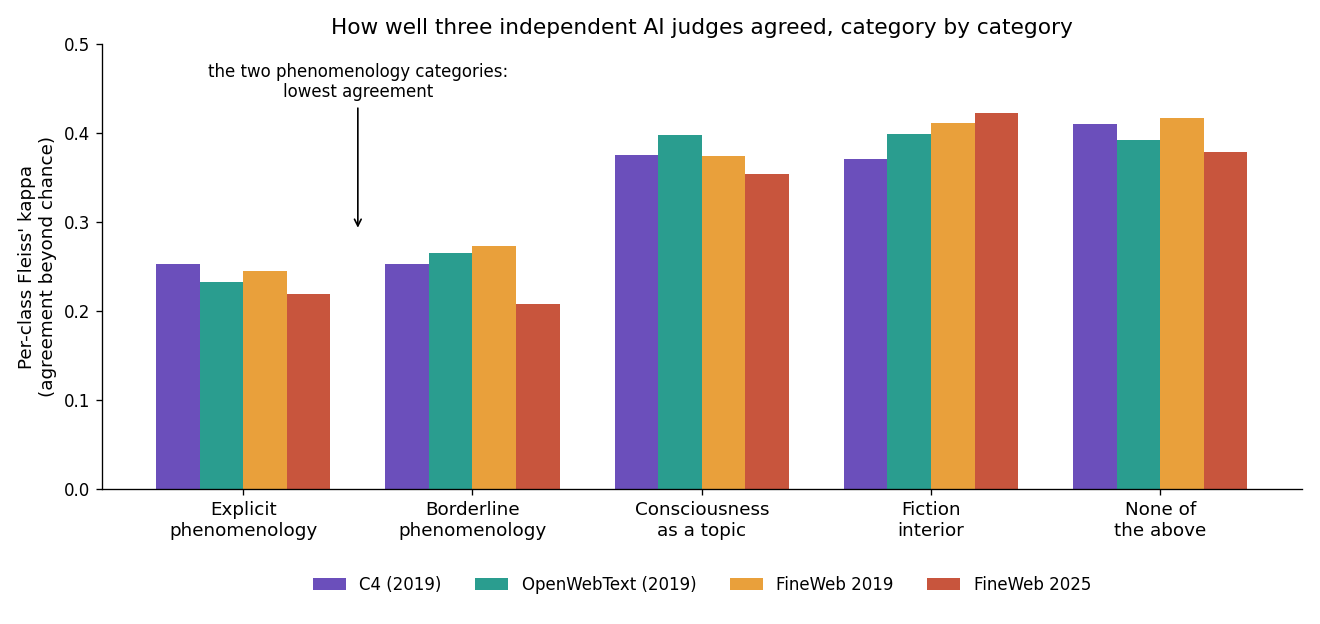 How well three independent AI judges agreed, category by category
the two phenomenology categories:
lowest agreement
Per-class Fleiss' kappa
(agreement beyond chance)
0.5
0.4
0.3
0.2
0.1
0.0
Explicit
phenomenology
Borderline
phenomenology
Consciousness
as a topic
Fiction
interior
None of
the above
C4 (2019)
OpenWebText (2019)
FineWeb 2019
FineWeb 2025